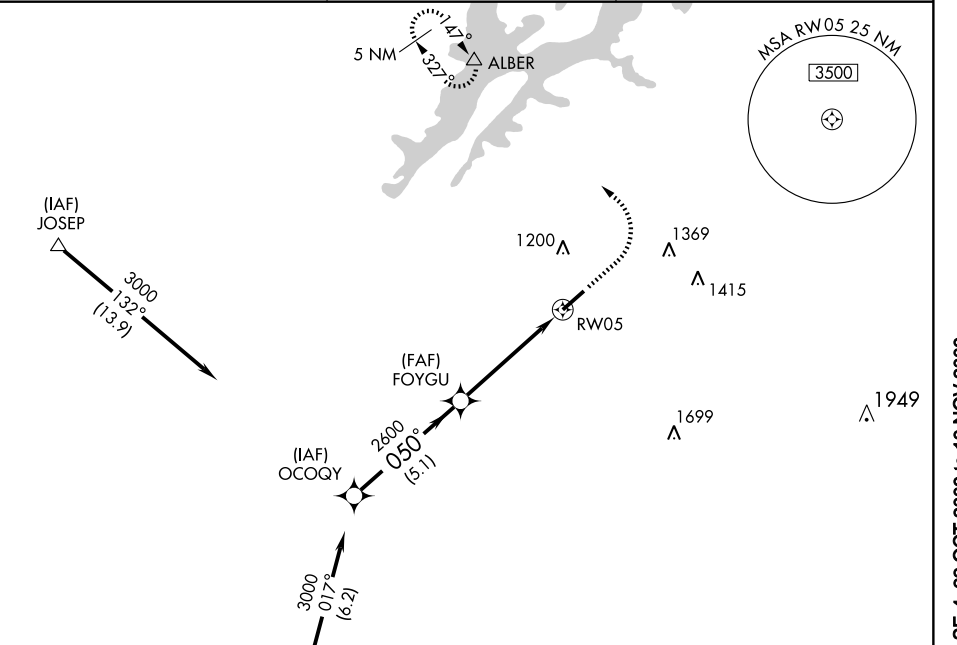 147°
5 NM
327°
ALBER
MSA RW05 25 NM
3500
(IAF)
JOSEP
3000
132°
(13.9)
1200
1369
1415
RW05
(FAF)
FOYGU
2600
050°
(5.1)
(IAF)
OCOQY
1699
1949
3000
017°
(6.2)